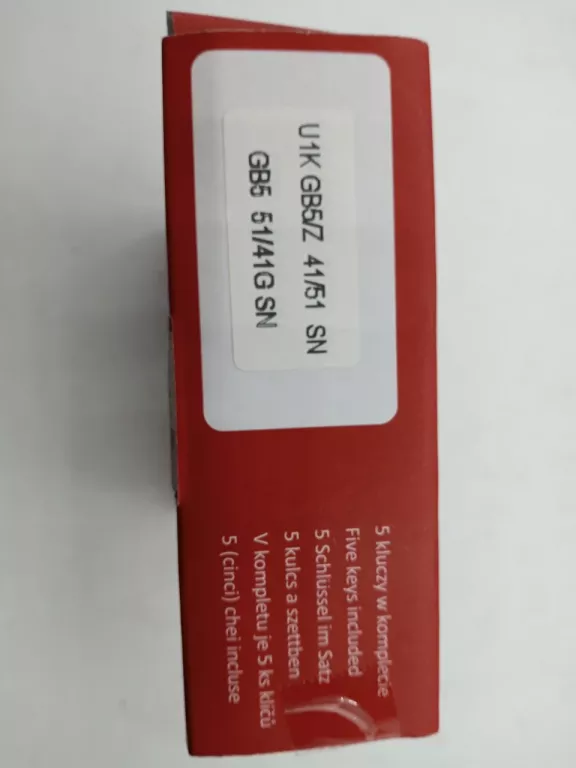 U1K GB5/Z 41/51 SN
GB5 51/41G SN
5 kluczy w komplecie
Five keys included
5 Schlüssel im Satz
5 kulcs a szettben
V kompletu je 5 ks klíčů
5 (cinci) chei incluse